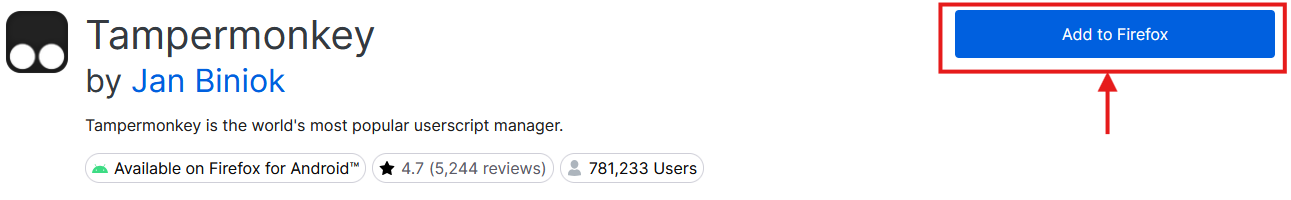 Tampermonkey
by Jan Biniok
Add to Firefox
Tampermonkey is the world's most popular userscript manager.
Available on Firefox for Android™
4.7 (5,244 reviews)
781,233 Users